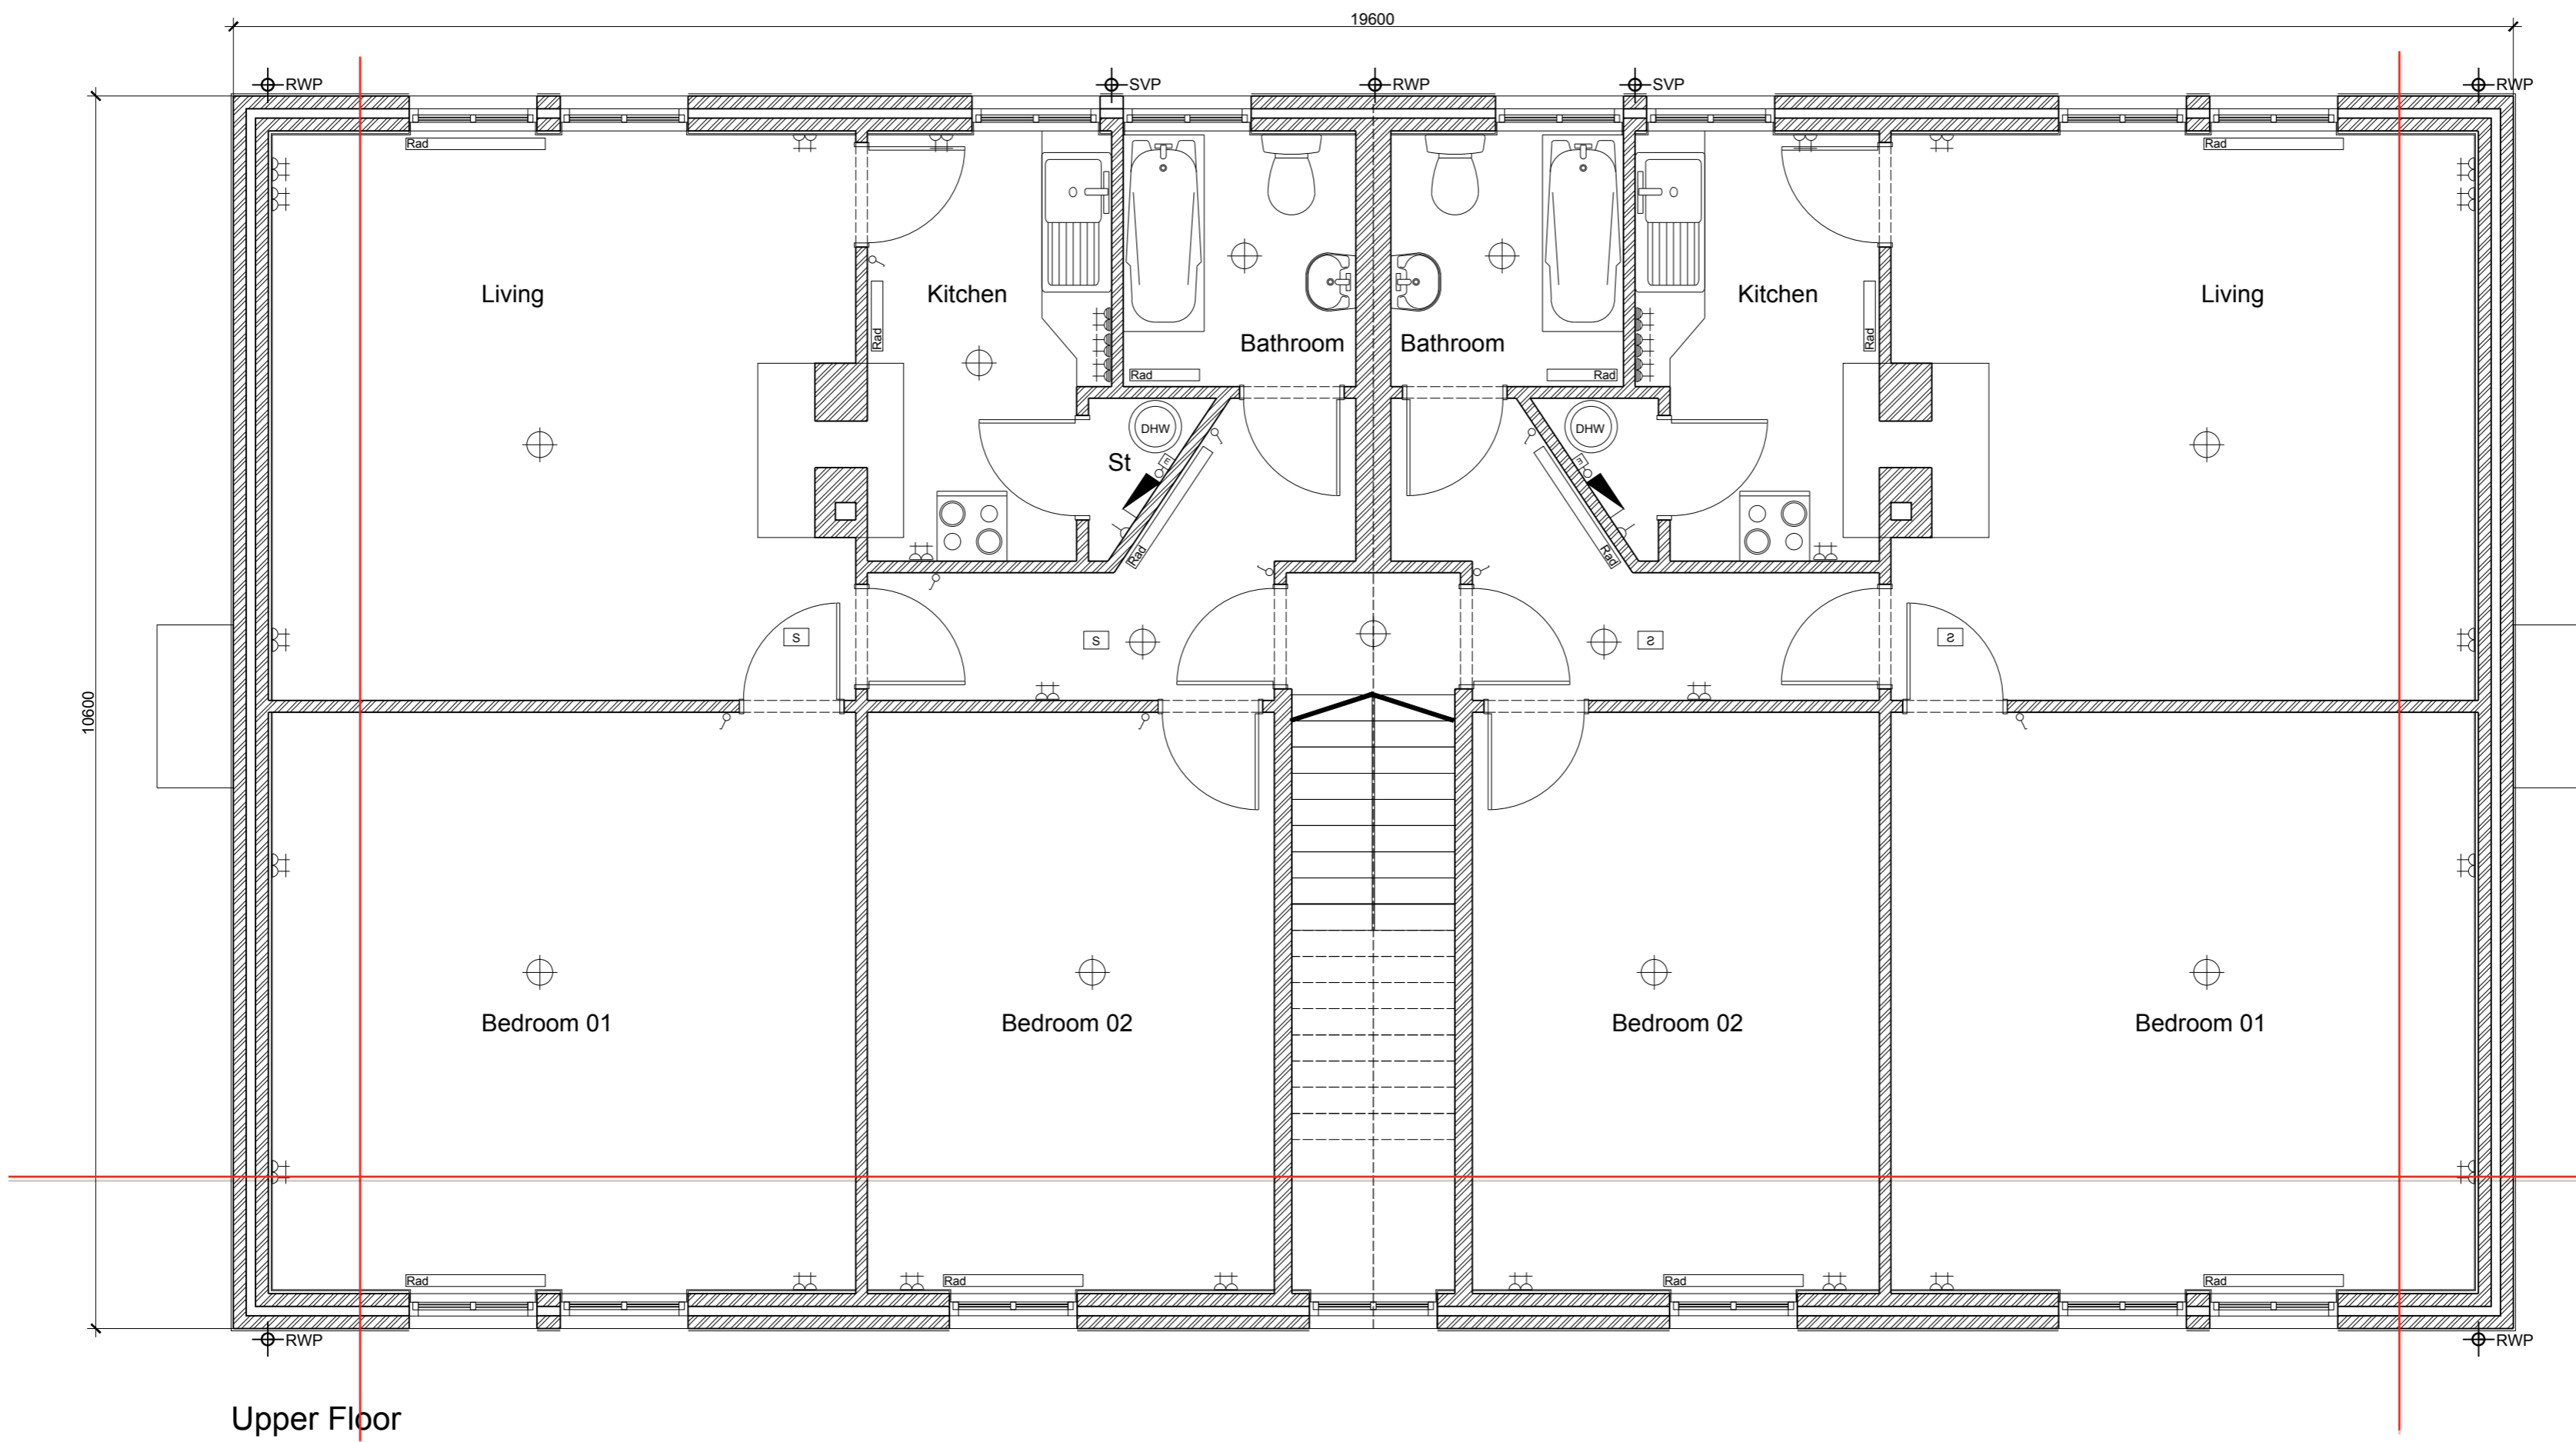 19600
RWP
SVP
RWP
SVP
RWP
Rad
Rad
Living
Kitchen
Kitchen
Living
Rad
Rad
Bathroom
Bathroom
Rad
Rad
DHW
DHW
St
E
E
Rad
Rad
S
S
S
S
10600
Bedroom 01
Bedroom 02
Bedroom 02
Bedroom 01
Rad
Rad
Rad
Rad
RWP
RWP
Upper Floor